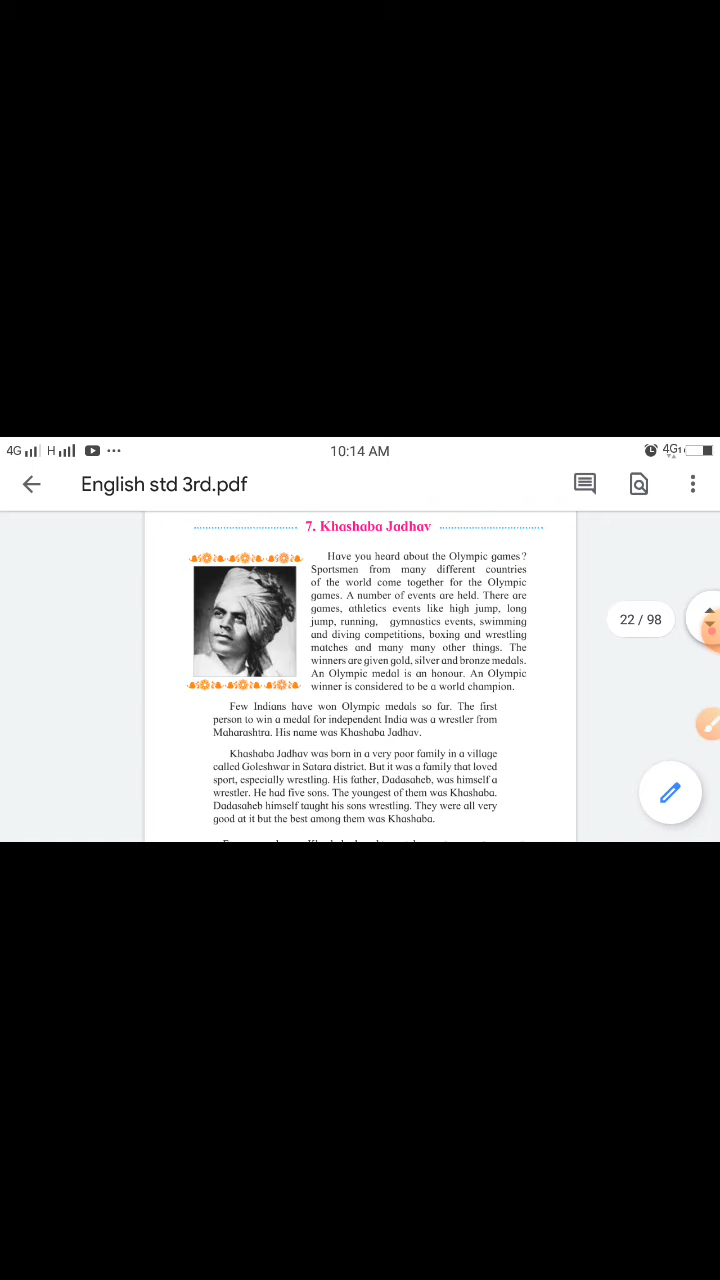 4G H ...
10:14 AM
4G
English std 3rd.pdf
7. Khashaba Jadhav
Have you heard about the Olympic games?
Sportsmen from many different countries
of the world come together for the Olympic
games. A number of events are held. There are
games, athletics events like high jump, long
jump, running, gymnastics events, swimming
and diving competitions, boxing and wrestling
matches and many many other things. The
winners are given gold, silver and bronze medals.
An Olympic medal is an honour. An Olympic
winner is considered to be a world champion.
22 / 98
Few Indians have won Olympic medals so far. The first
person to win a medal for independent India was a wrestler from
Maharashtra. His name was Khashaba Jadhav.
Khashaba Jadhav was born in a very poor family in a village
called Goleshwar in Satara district. But it was a family that loved
sport, especially wrestling. His father, Dadasaheb, was himself a
wrestler. He had five sons. The youngest of them was Khashaba.
Dadasaheb himself taught his sons wrestling. They were all very
good at it but the best among them was Khashaba.